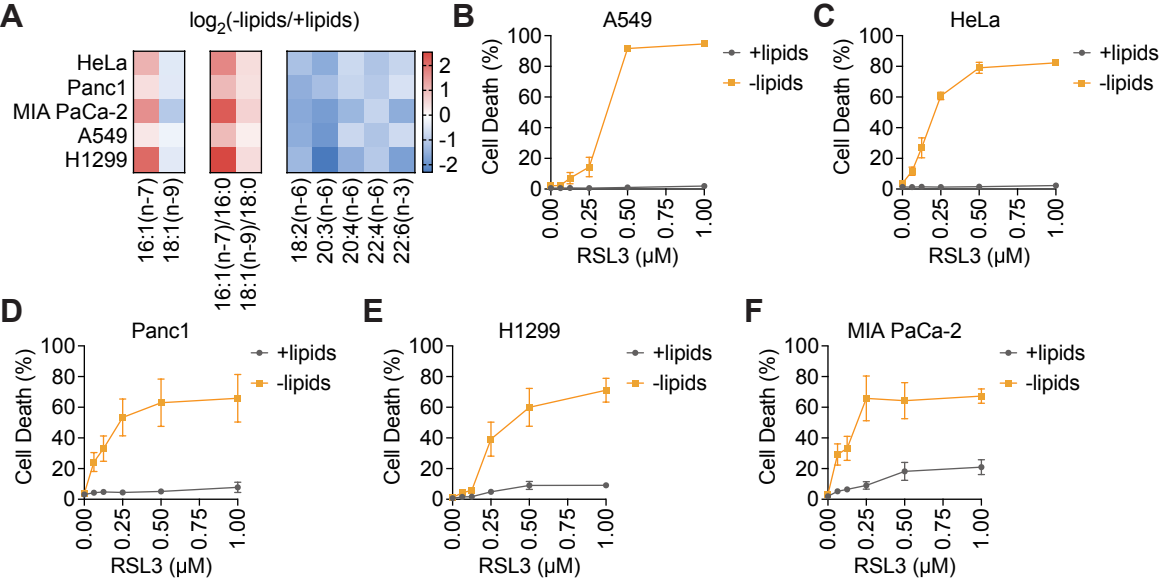 A
log2(-lipids/+lipids)
HeLa
Panc1
MIA PaCa-2
A549
H1299
16:1(n-7)
18:1(n-9)
16:1(n-7)/16:0
18:1(n-9)/18:0
18:2(n-6)
20:3(n-6)
20:4(n-6)
22:4(n-6)
22:6(n-3)
2
1
0
-1
-2
B
A549
Cell Death (%)
100
80
60
40
20
0
0.00
0.25
0.50
0.75
1.00
RSL3 (µM)
+lipids
-lipids
C
HeLa
Cell Death (%)
100
80
60
40
20
0
0.00
0.25
0.50
0.75
1.00
RSL3 (µM)
+lipids
-lipids
D
Panc1
Cell Death (%)
100
80
60
40
20
0
0.00
0.25
0.50
0.75
1.00
RSL3 (µM)
+lipids
-lipids
E
H1299
Cell Death (%)
100
80
60
40
20
0
0.00
0.25
0.50
0.75
1.00
RSL3 (µM)
+lipids
-lipids
F
MIA PaCa-2
Cell Death (%)
100
80
60
40
20
0
0.00
0.25
0.50
0.75
1.00
RSL3 (µM)
+lipids
-lipids